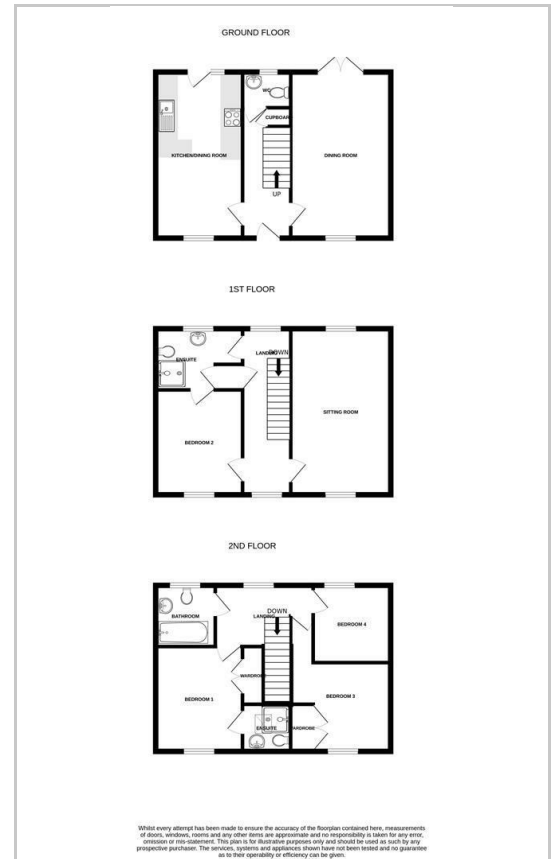 GROUND FLOOR
WC
CUPBOARD
KITCHEN/DINING ROOM
DINING ROOM
UP
1ST FLOOR
ENSUITE
LANDING
DOWN
SITTING ROOM
BEDROOM 2
2ND FLOOR
BATHROOM
LANDING
DOWN
BEDROOM 4
WARDROBE
BEDROOM 1
BEDROOM 3
ENSUITE
WARDROBE
Whilst every attempt has been made to ensure the accuracy of the floorplan contained here, measurements
of doors, windows, rooms and any other items are approximate and no responsibility is taken for any error,
omission or mis-statement. This plan is for illustrative purposes only and should be used as such by any
prospective purchaser. The services, systems and appliances shown have not been tested and no guarantee
as to their operability or efficiency can be given.